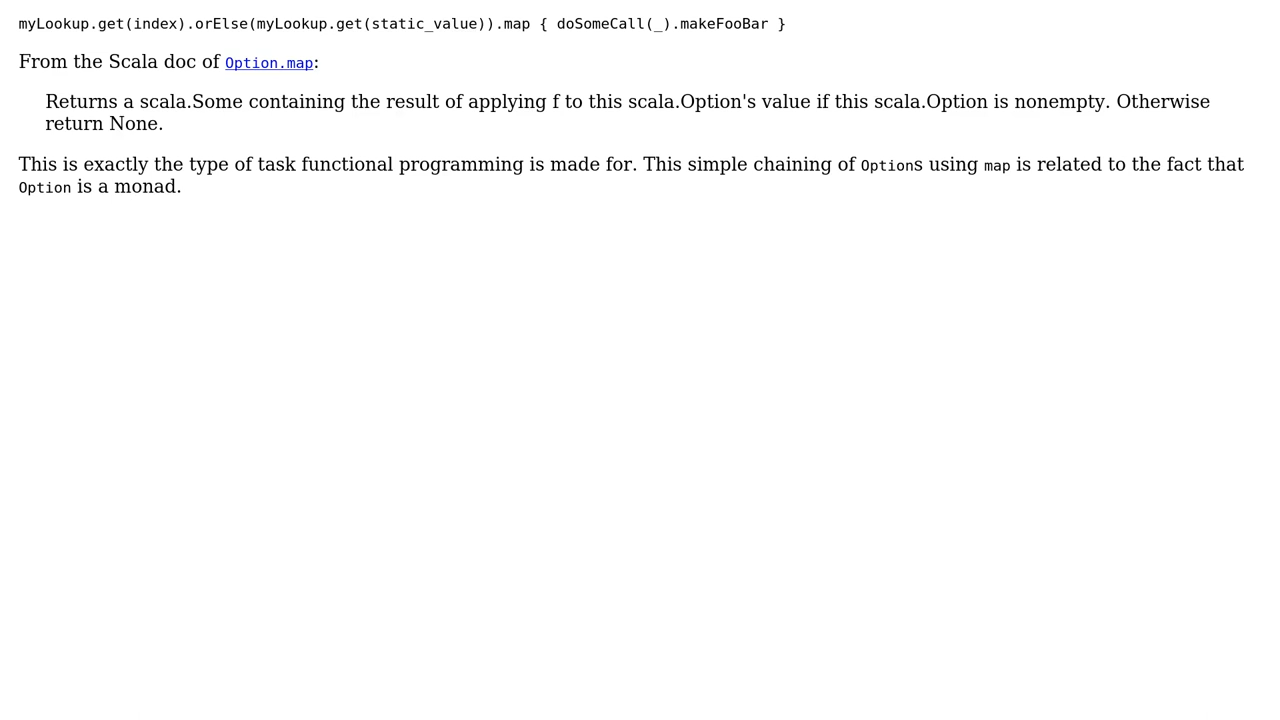 myLookup.get(index).orElse(myLookup.get(static_value)).map { doSomeCall(_).makeFooBar }
From the Scala doc of Option.map:
Returns a scala.Some containing the result of applying f to this scala.Option's value if this scala.Option is nonempty. Otherwise
return None.
This is exactly the type of task functional programming is made for. This simple chaining of Options using map is related to the fact that
Option is a monad.